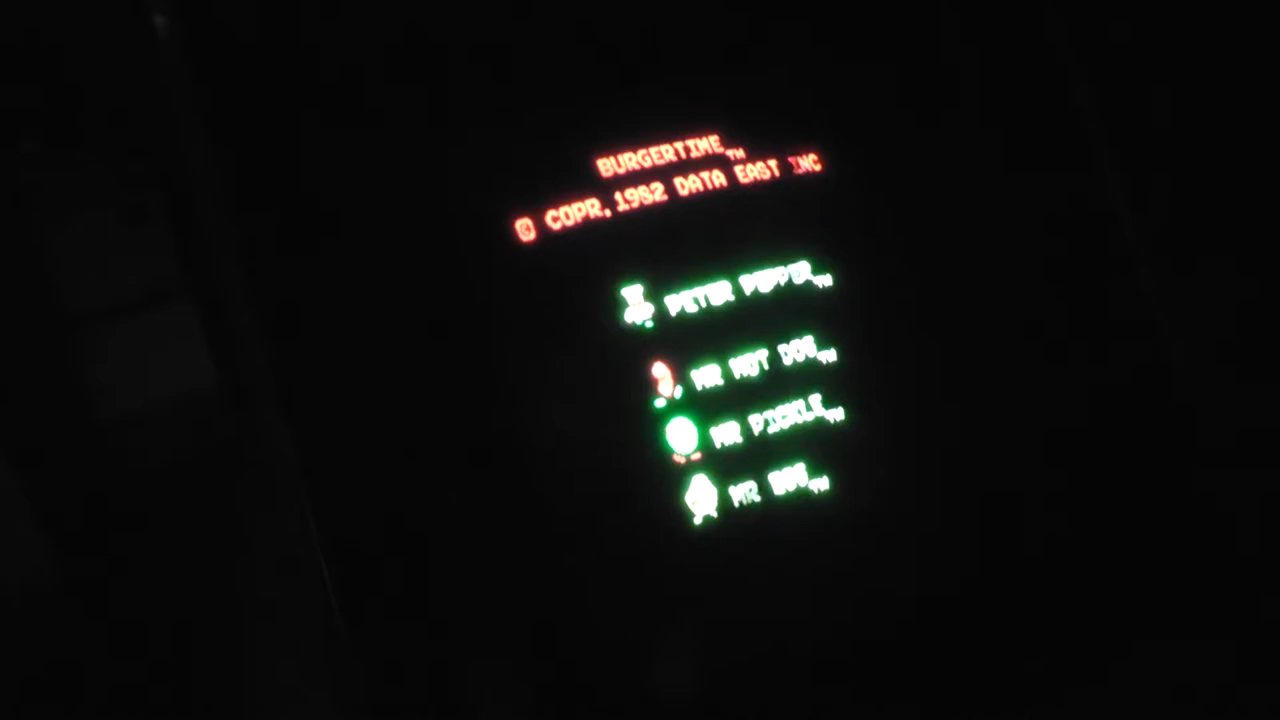 BURGERTIME™
© COPR. 1982 DATA EAST INC
PETER PEPPER™
MR HOT DOG™
MR PICKLE™
MR EGG™